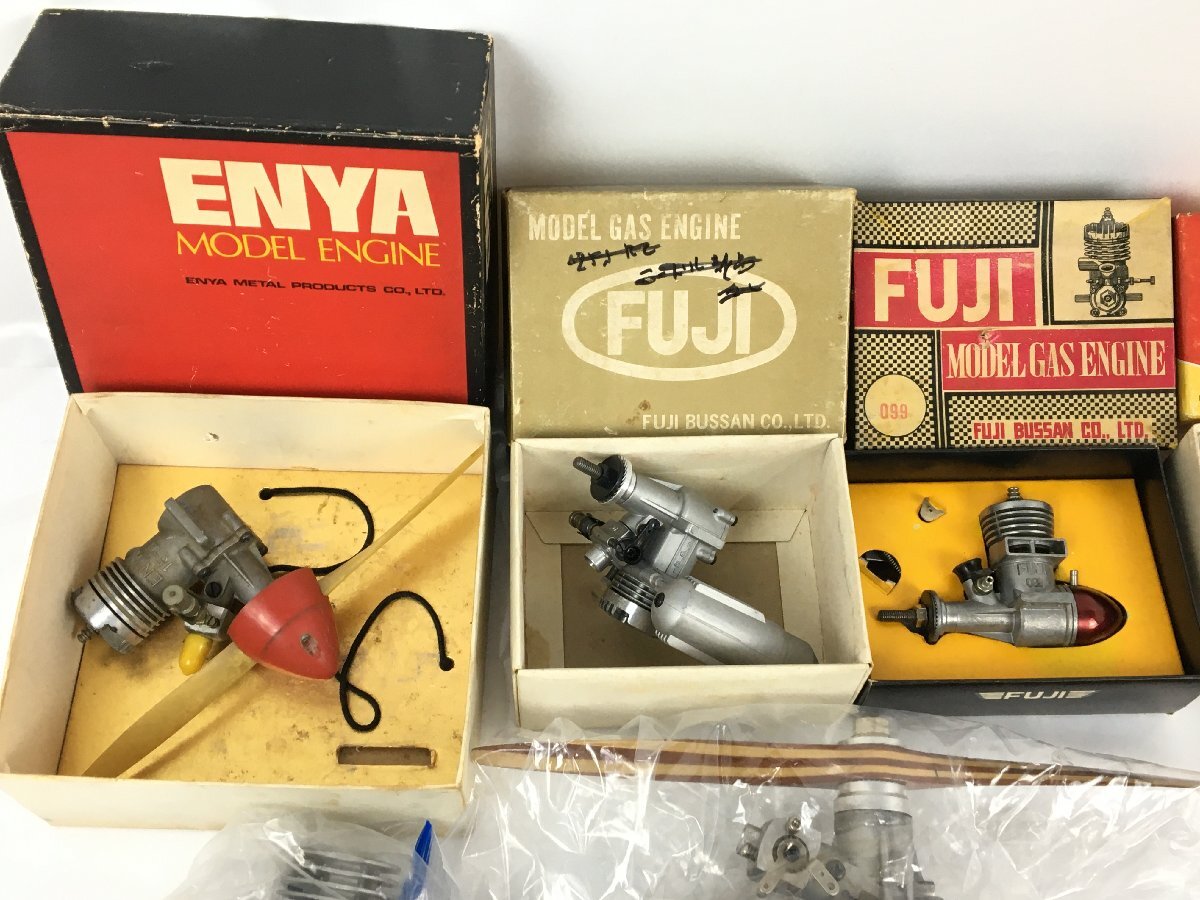 ENYA
MODEL ENGINE
ENYA METAL PRODUCTS CO., LTD.
MODEL GAS ENGINE
FUJI
FUJI BUSSAN CO., LTD.
FUJI
MODEL GAS ENGINE
099
FUJI BUSSAN CO., LTD.
FUJI
FUJI